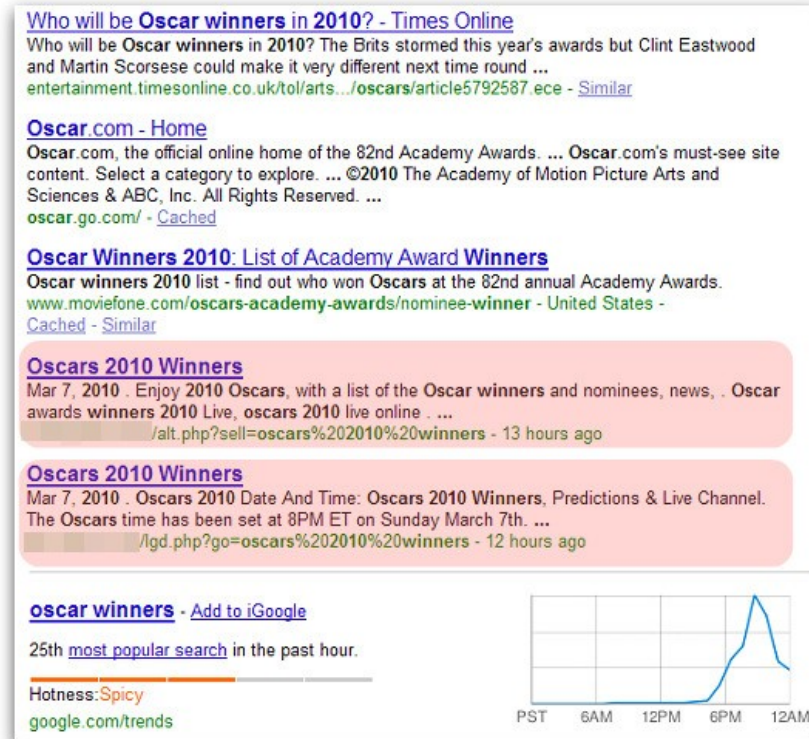 Who will be Oscar winners in 2010? - Times Online
Who will be Oscar winners in 2010? The Brits stormed this year's awards but Clint Eastwood
and Martin Scorsese could make it very different next time round ...
entertainment.timesonline.co.uk/tol/arts.../oscars/article5792587.ece - Similar
Oscar.com - Home
Oscar.com, the official online home of the 82nd Academy Awards. ... Oscar.com's must-see site
content. Select a category to explore. ... ©2010 The Academy of Motion Picture Arts and
Sciences & ABC, Inc. All Rights Reserved. ...
oscar.go.com/ - Cached
Oscar Winners 2010: List of Academy Award Winners
Oscar winners 2010 list - find out who won Oscars at the 82nd annual Academy Awards.
www.moviefone.com/oscars-academy-awards/nominee-winner - United States -
Cached - Similar
Oscars 2010 Winners
Mar 7, 2010 . Enjoy 2010 Oscars, with a list of the Oscar winners and nominees, news, . Oscar
awards winners 2010 Live, oscars 2010 live online . ...
/alt.php?sell=oscars%202010%20winners - 13 hours ago
Oscars 2010 Winners
Mar 7, 2010 . Oscars 2010 Date And Time: Oscars 2010 Winners, Predictions & Live Channel.
The Oscars time has been set at 8PM ET on Sunday March 7th. ...
/lgd.php?go=oscars%202010%20winners - 12 hours ago
oscar winners - Add to iGoogle
25th most popular search in the past hour.
Hotness:Spicy
google.com/trends
PST 6AM 12PM 6PM 12AM